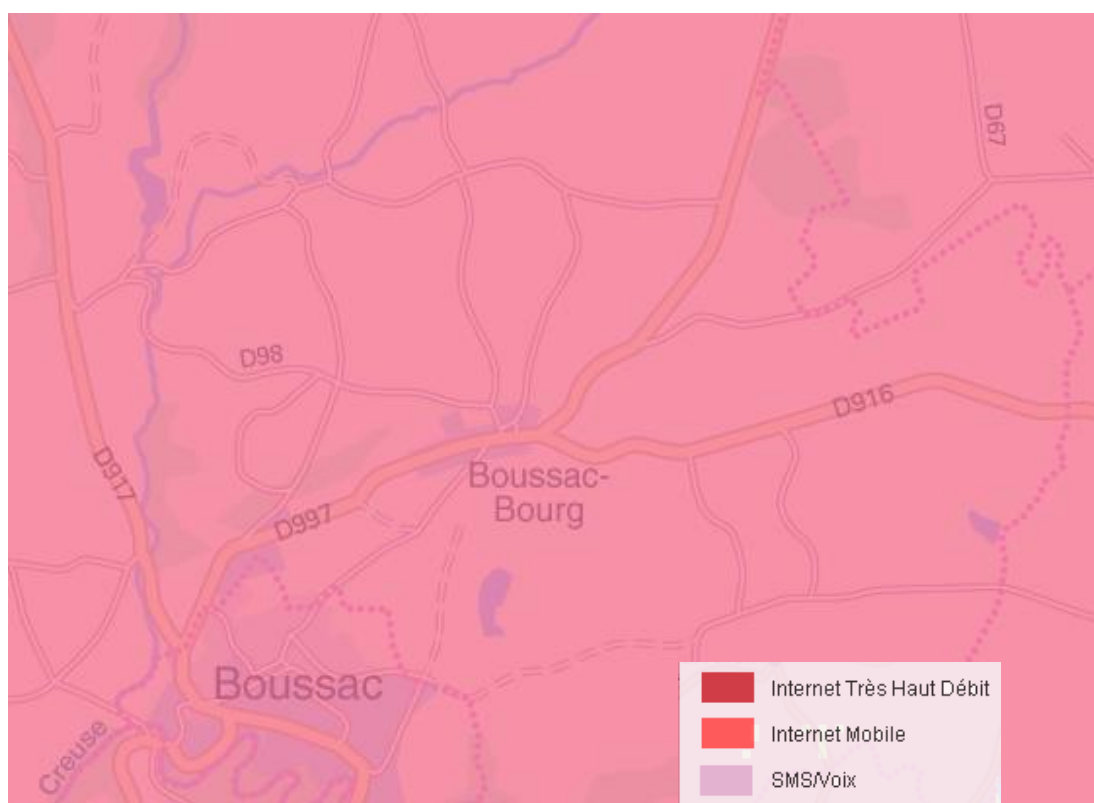 D67
D98
D916
D917
Boussac-
Bourg
D997
Boussac
Creuse
Internet Très Haut Débit
Internet Mobile
SMS/Voix